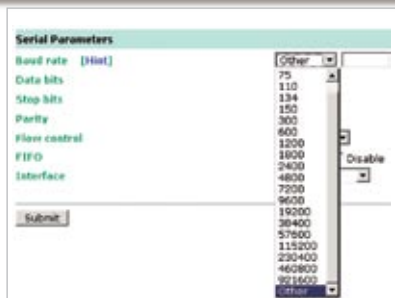 Serial Parameters
Baud rate [Hint]
Other
Data bits
Stop bits
Parity
Flow control
FIFO
Disable
Interface
Submit
75
110
134
150
300
600
1200
1800
2400
4800
7200
9600
19200
38400
57600
115200
230400
460800
921600
Other